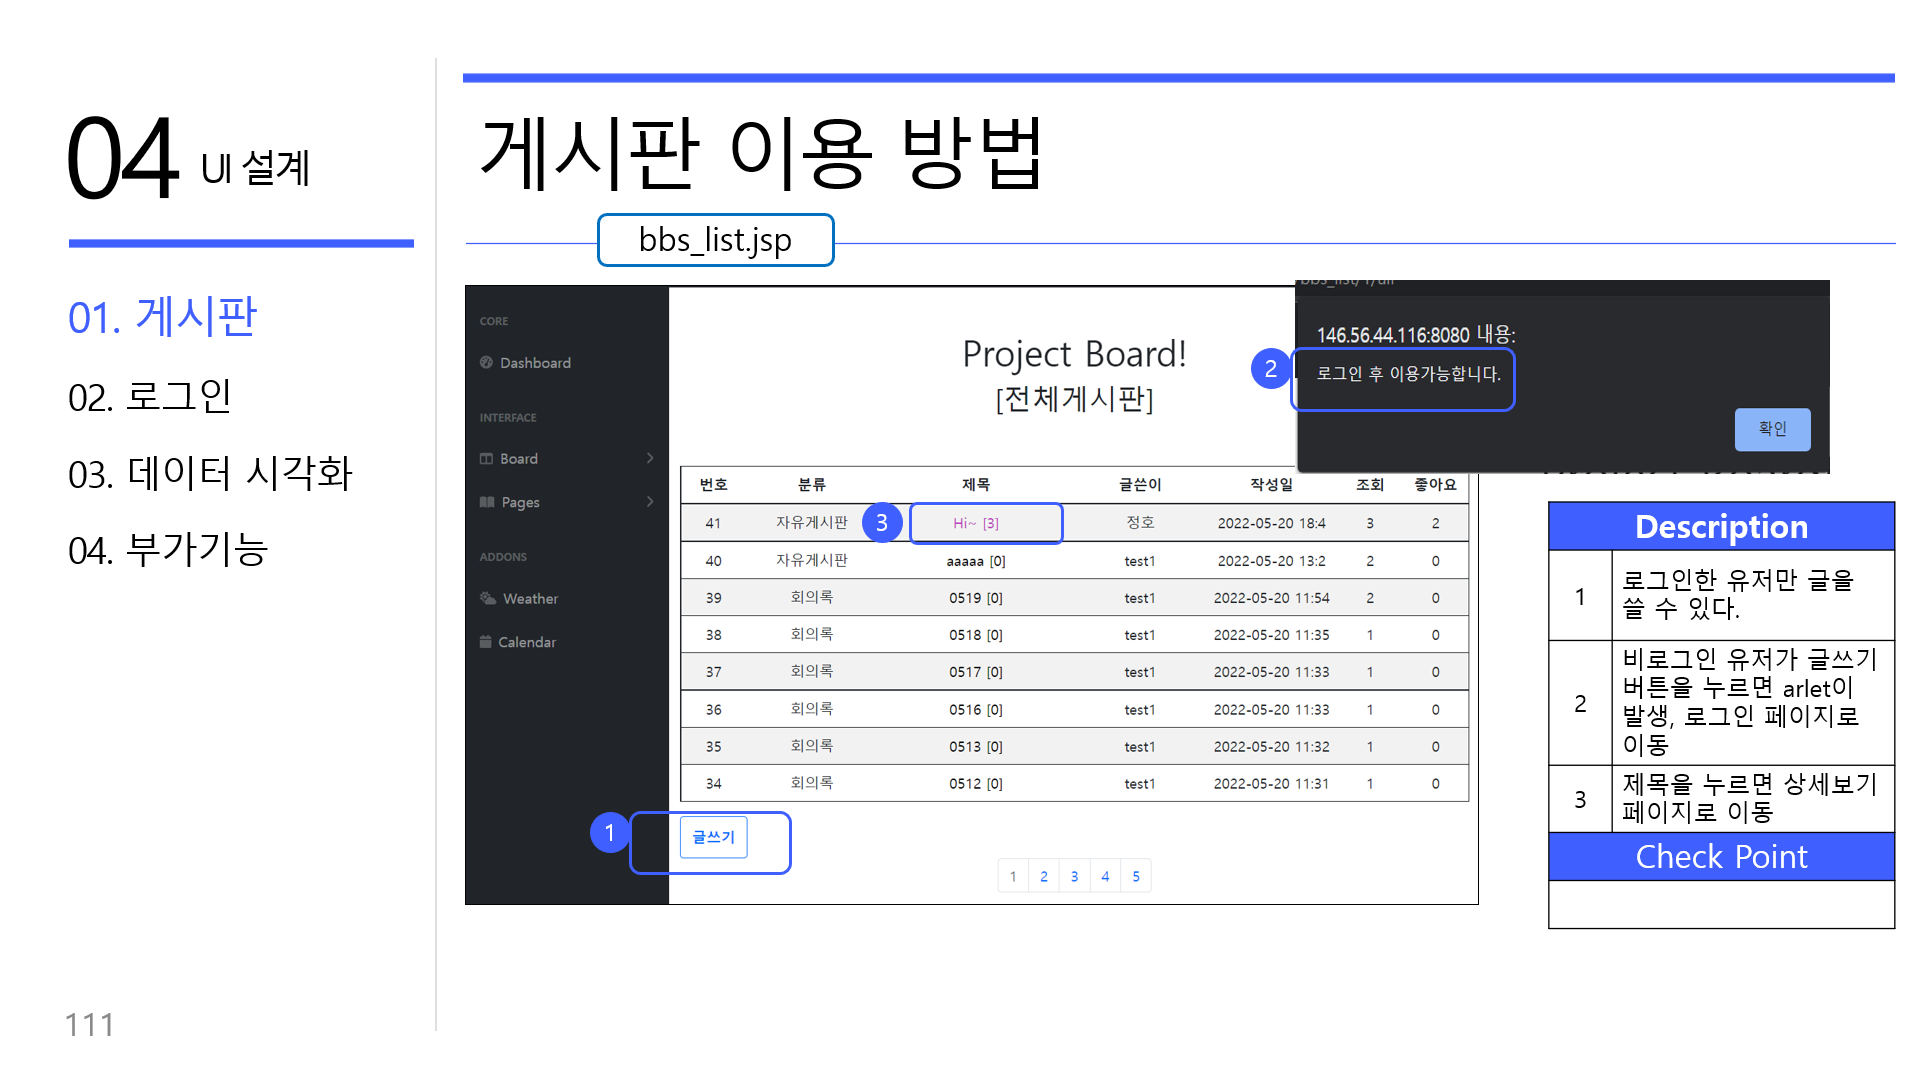 04 UI 설계
01. 게시판
02. 로그인
03. 데이터 시각화
04. 부가기능
111
게시판 이용 방법
bbs_list.jsp
CORE
Dashboard
INTERFACE
Board
Pages
ADDONS
Weather
Calendar
Project Board!
[전체게시판]
번호 분류 제목 글쓴이 작성일 조회 좋아요
41 자유게시판 3 Hi~ [3] 정호 2022-05-20 18:4 3 2
40 자유게시판 aaaaa [0] test1 2022-05-20 13:2 2 0
39 회의록 0519 [0] test1 2022-05-20 11:54 2 0
38 회의록 0518 [0] test1 2022-05-20 11:35 1 0
37 회의록 0517 [0] test1 2022-05-20 11:33 1 0
36 회의록 0516 [0] test1 2022-05-20 11:33 1 0
35 회의록 0513 [0] test1 2022-05-20 11:32 1 0
34 회의록 0512 [0] test1 2022-05-20 11:31 1 0
1 글쓰기
1 2 3 4 5
146.56.44.116:8080 내용:
2 로그인 후 이용가능합니다.
확인
Description
1 로그인한 유저만 글을
쓸 수 있다.
2 비로그인 유저가 글쓰기
버튼을 누르면 arlet이
발생, 로그인 페이지로
이동
3 제목을 누르면 상세보기
페이지로 이동
Check Point